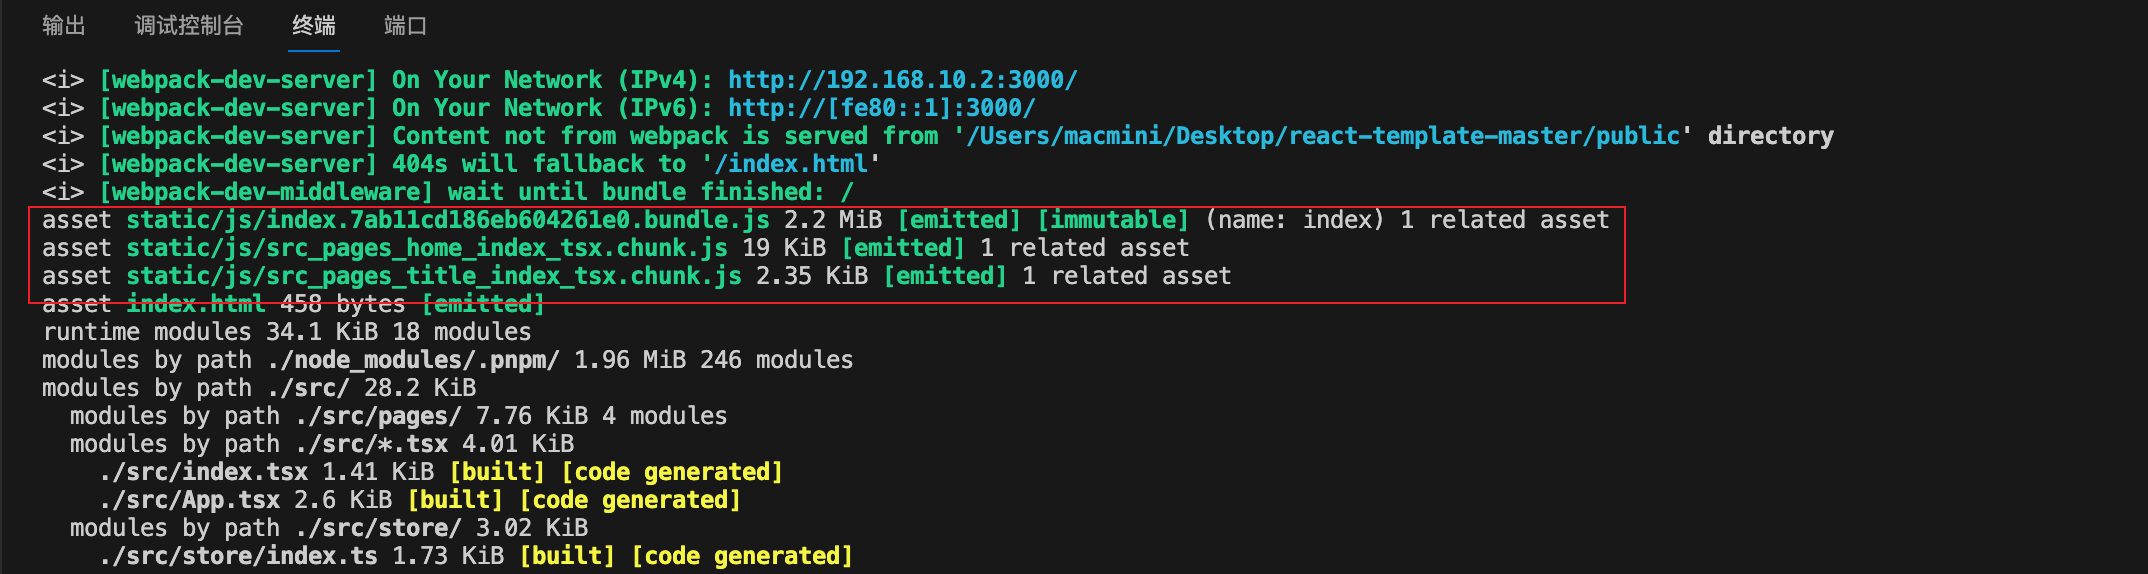 输出 调试控制台 终端 端口
<i> [webpack-dev-server] On Your Network (IPv4): http://192.168.10.2:3000/
<i> [webpack-dev-server] On Your Network (IPv6): http://[fe80::1]:3000/
<i> [webpack-dev-server] Content not from webpack is served from '/Users/macmini/Desktop/react-template-master/public' directory
<i> [webpack-dev-server] 404s will fallback to '/index.html'
<i> [webpack-dev-middleware] wait until bundle finished: /
asset static/js/index.7ab11cd186eb604261e0.bundle.js 2.2 MiB [emitted] [immutable] (name: index) 1 related asset
asset static/js/src_pages_home_index_tsx.chunk.js 19 KiB [emitted] 1 related asset
asset static/js/src_pages_title_index_tsx.chunk.js 2.35 KiB [emitted] 1 related asset
asset index.html 458 bytes [emitted]
runtime modules 34.1 KiB 18 modules
modules by path ./node_modules/.pnpm/ 1.96 MiB 246 modules
modules by path ./src/ 28.2 KiB
modules by path ./src/pages/ 7.76 KiB 4 modules
modules by path ./src/*.tsx 4.01 KiB
./src/index.tsx 1.41 KiB [built] [code generated]
./src/App.tsx 2.6 KiB [built] [code generated]
modules by path ./src/store/ 3.02 KiB
./src/store/index.ts 1.73 KiB [built] [code generated]